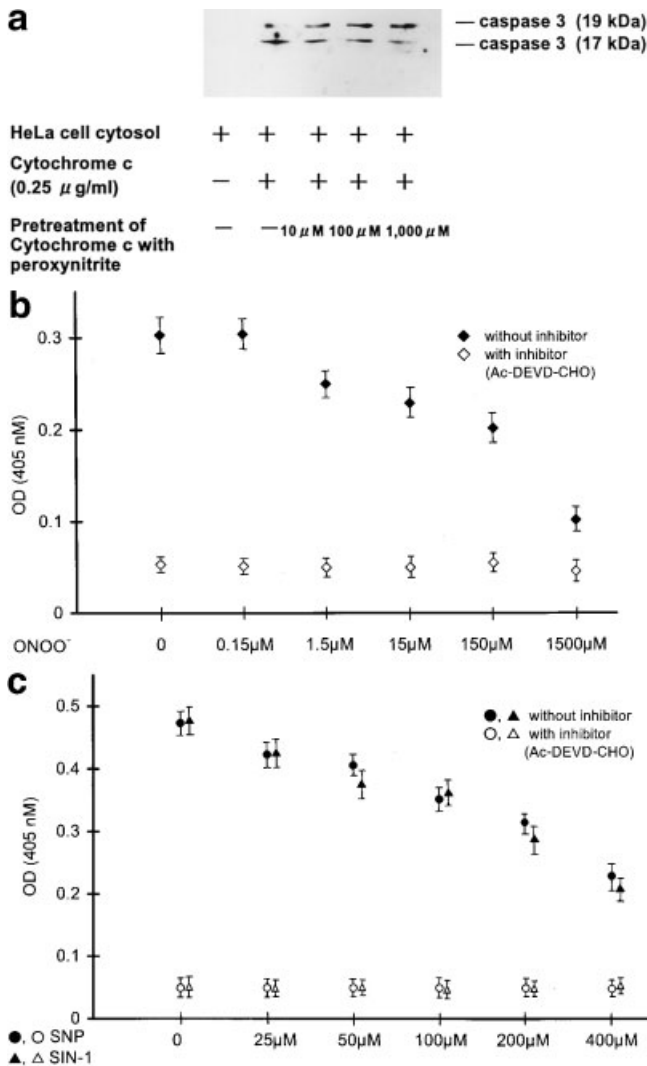 a
— caspase 3 (19 kDa)
— caspase 3 (17 kDa)
HeLa cell cytosol + + + + +
Cytochrome c
(0.25 μg/ml) − + + + +
Pretreatment of
Cytochrome c with
peroxynitrite − − 10 μM 100 μM 1,000 μM
b
◆ without inhibitor
◇ with inhibitor
(Ac-DEVD-CHO)
OD (405 nM)
0.3
0.2
0.1
0
ONOO⁻ 0 0.15μM 1.5μM 15μM 150μM 1500μM
c
●, ▲ without inhibitor
○, △ with inhibitor
(Ac-DEVD-CHO)
OD (405 nM)
0.5
0.4
0.3
0.2
0.1
0
0 25μM 50μM 100μM 200μM 400μM
●, ○ SNP
▲, △ SIN-1